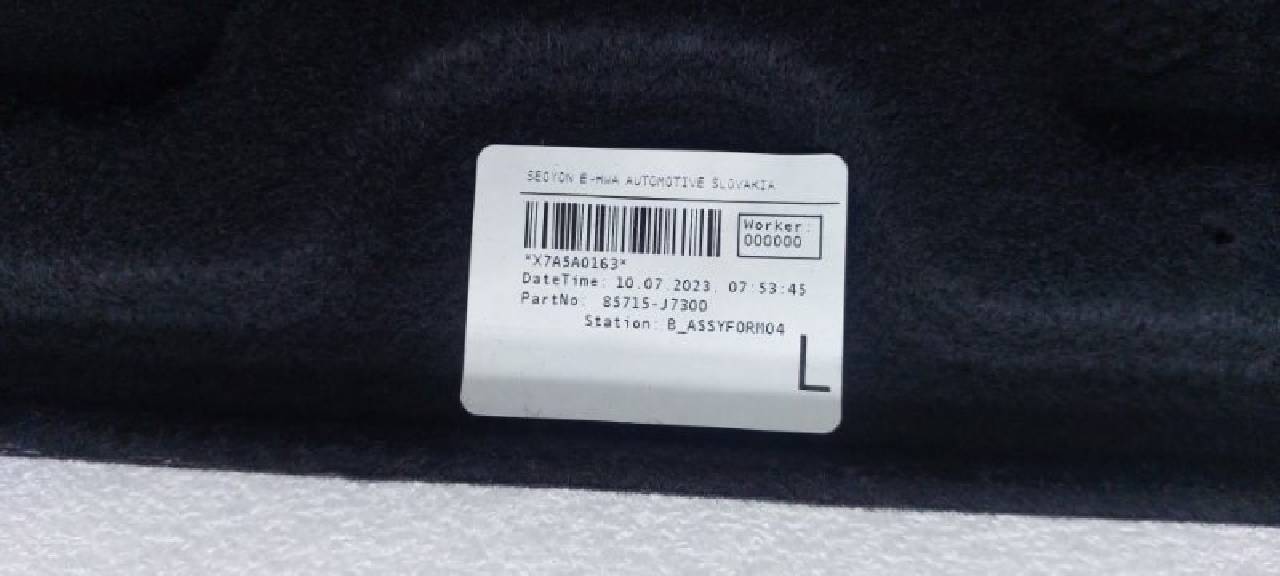 SEOYON E-HWA AUTOMOTIVE SLOVAKIA
Worker:
000000
*X7A5A0163*
DateTime: 10.07.2023. 07:53:45
PartNo: 85715-J7300
Station: B_ASSYFORM04
L